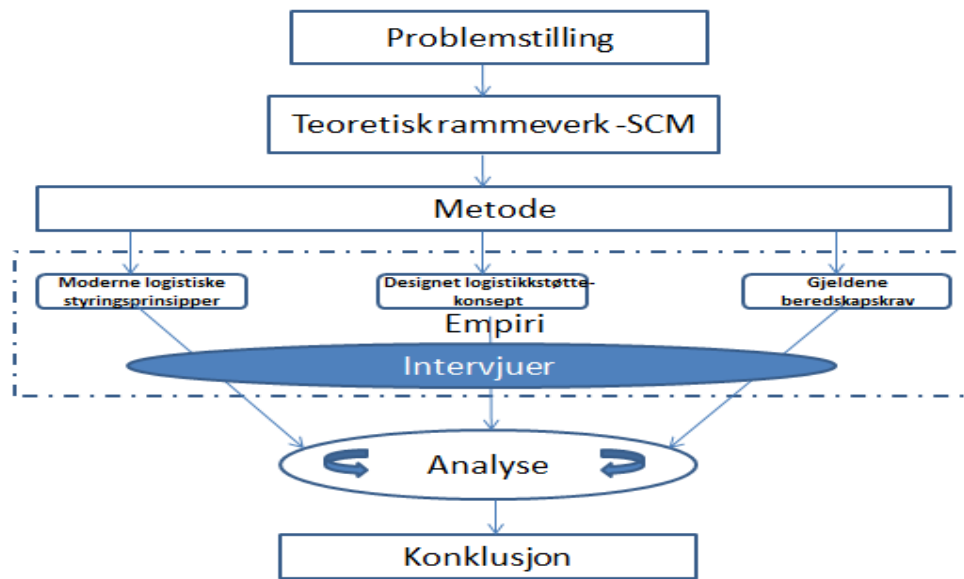 Problemstilling
Teoretisk rammeverk -SCM
Metode
Moderne logistiske
styringsprinsipper
Designet logistikkstøtte-
konsept
Gjeldene
beredskapskrav
Empiri
Intervjuer
Analyse
Konklusjon